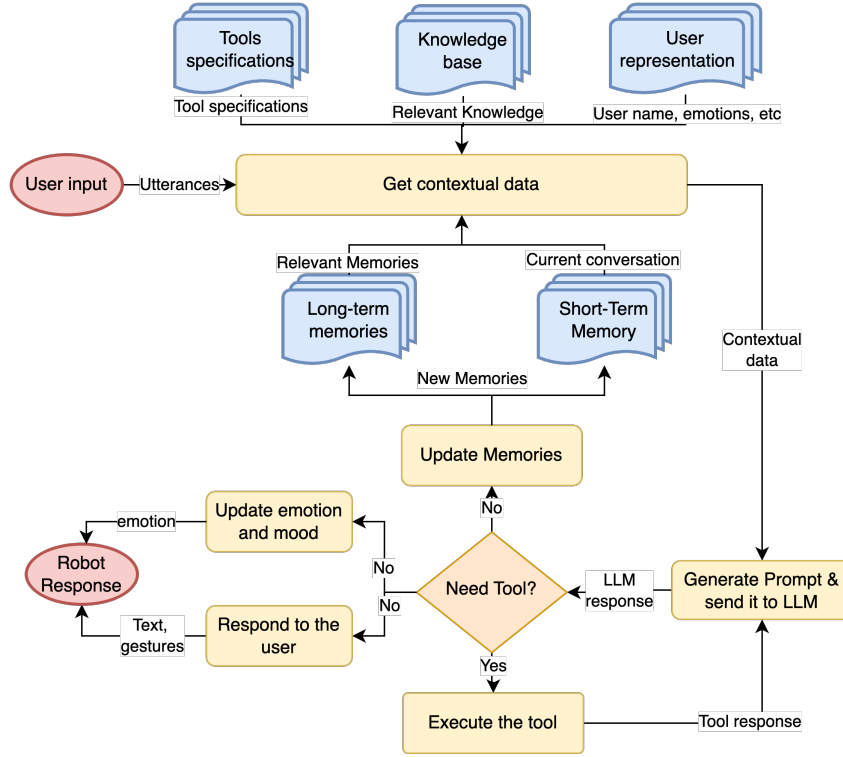 Tools
specifications
Knowledge
base
User
representation
Tool specifications
Relevant Knowledge
User name, emotions, etc
User input
Utterances
Get contextual data
Relevant Memories
Current conversation
Long-term
memories
Short-Term
Memory
Contextual
data
New Memories
Update Memories
Update emotion
and mood
emotion
No
Robot
Response
No
No
Need Tool?
LLM
response
Generate Prompt &
send it to LLM
Text,
gestures
Respond to the
user
Yes
Execute the tool
Tool response